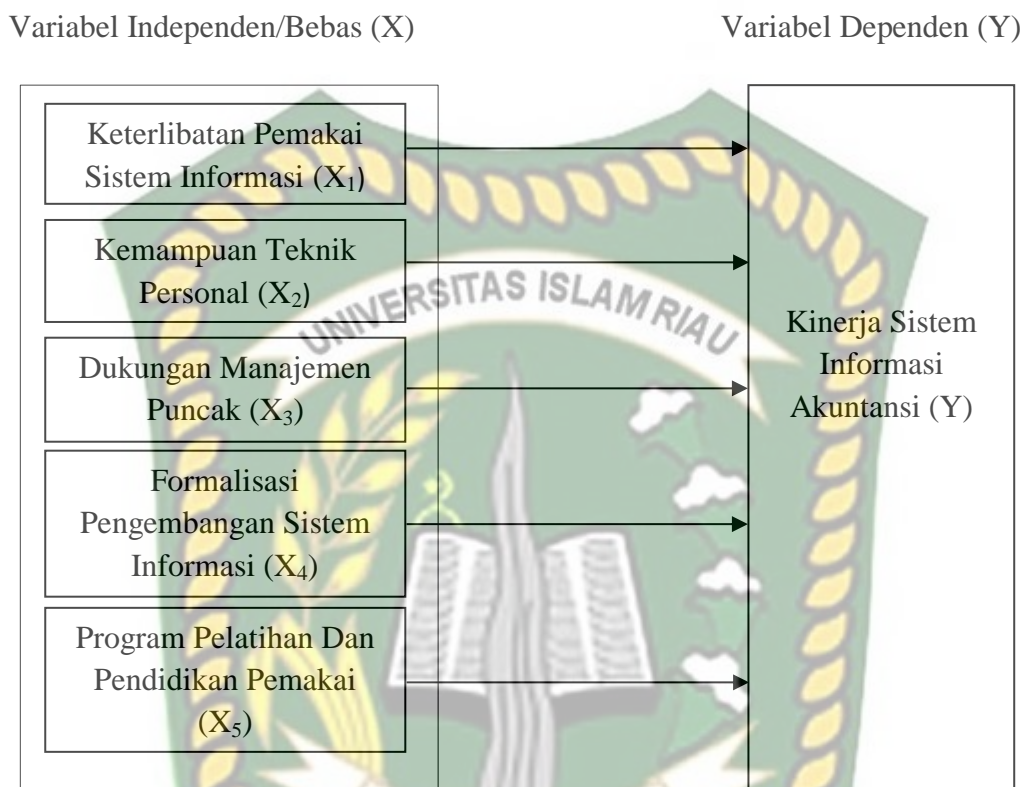 Variabel Independen/Bebas (X)
Variabel Dependen (Y)
Keterlibatan Pemakai
Sistem Informasi (X₁)
Kemampuan Teknik
Personal (X₂)
Dukungan Manajemen
Puncak (X₃)
Formalisasi
Pengembangan Sistem
Informasi (X₄)
Program Pelatihan Dan
Pendidikan Pemakai
(X₅)
Kinerja Sistem
Informasi
Akuntansi (Y)
UNIVERSITAS ISLAM RIAU